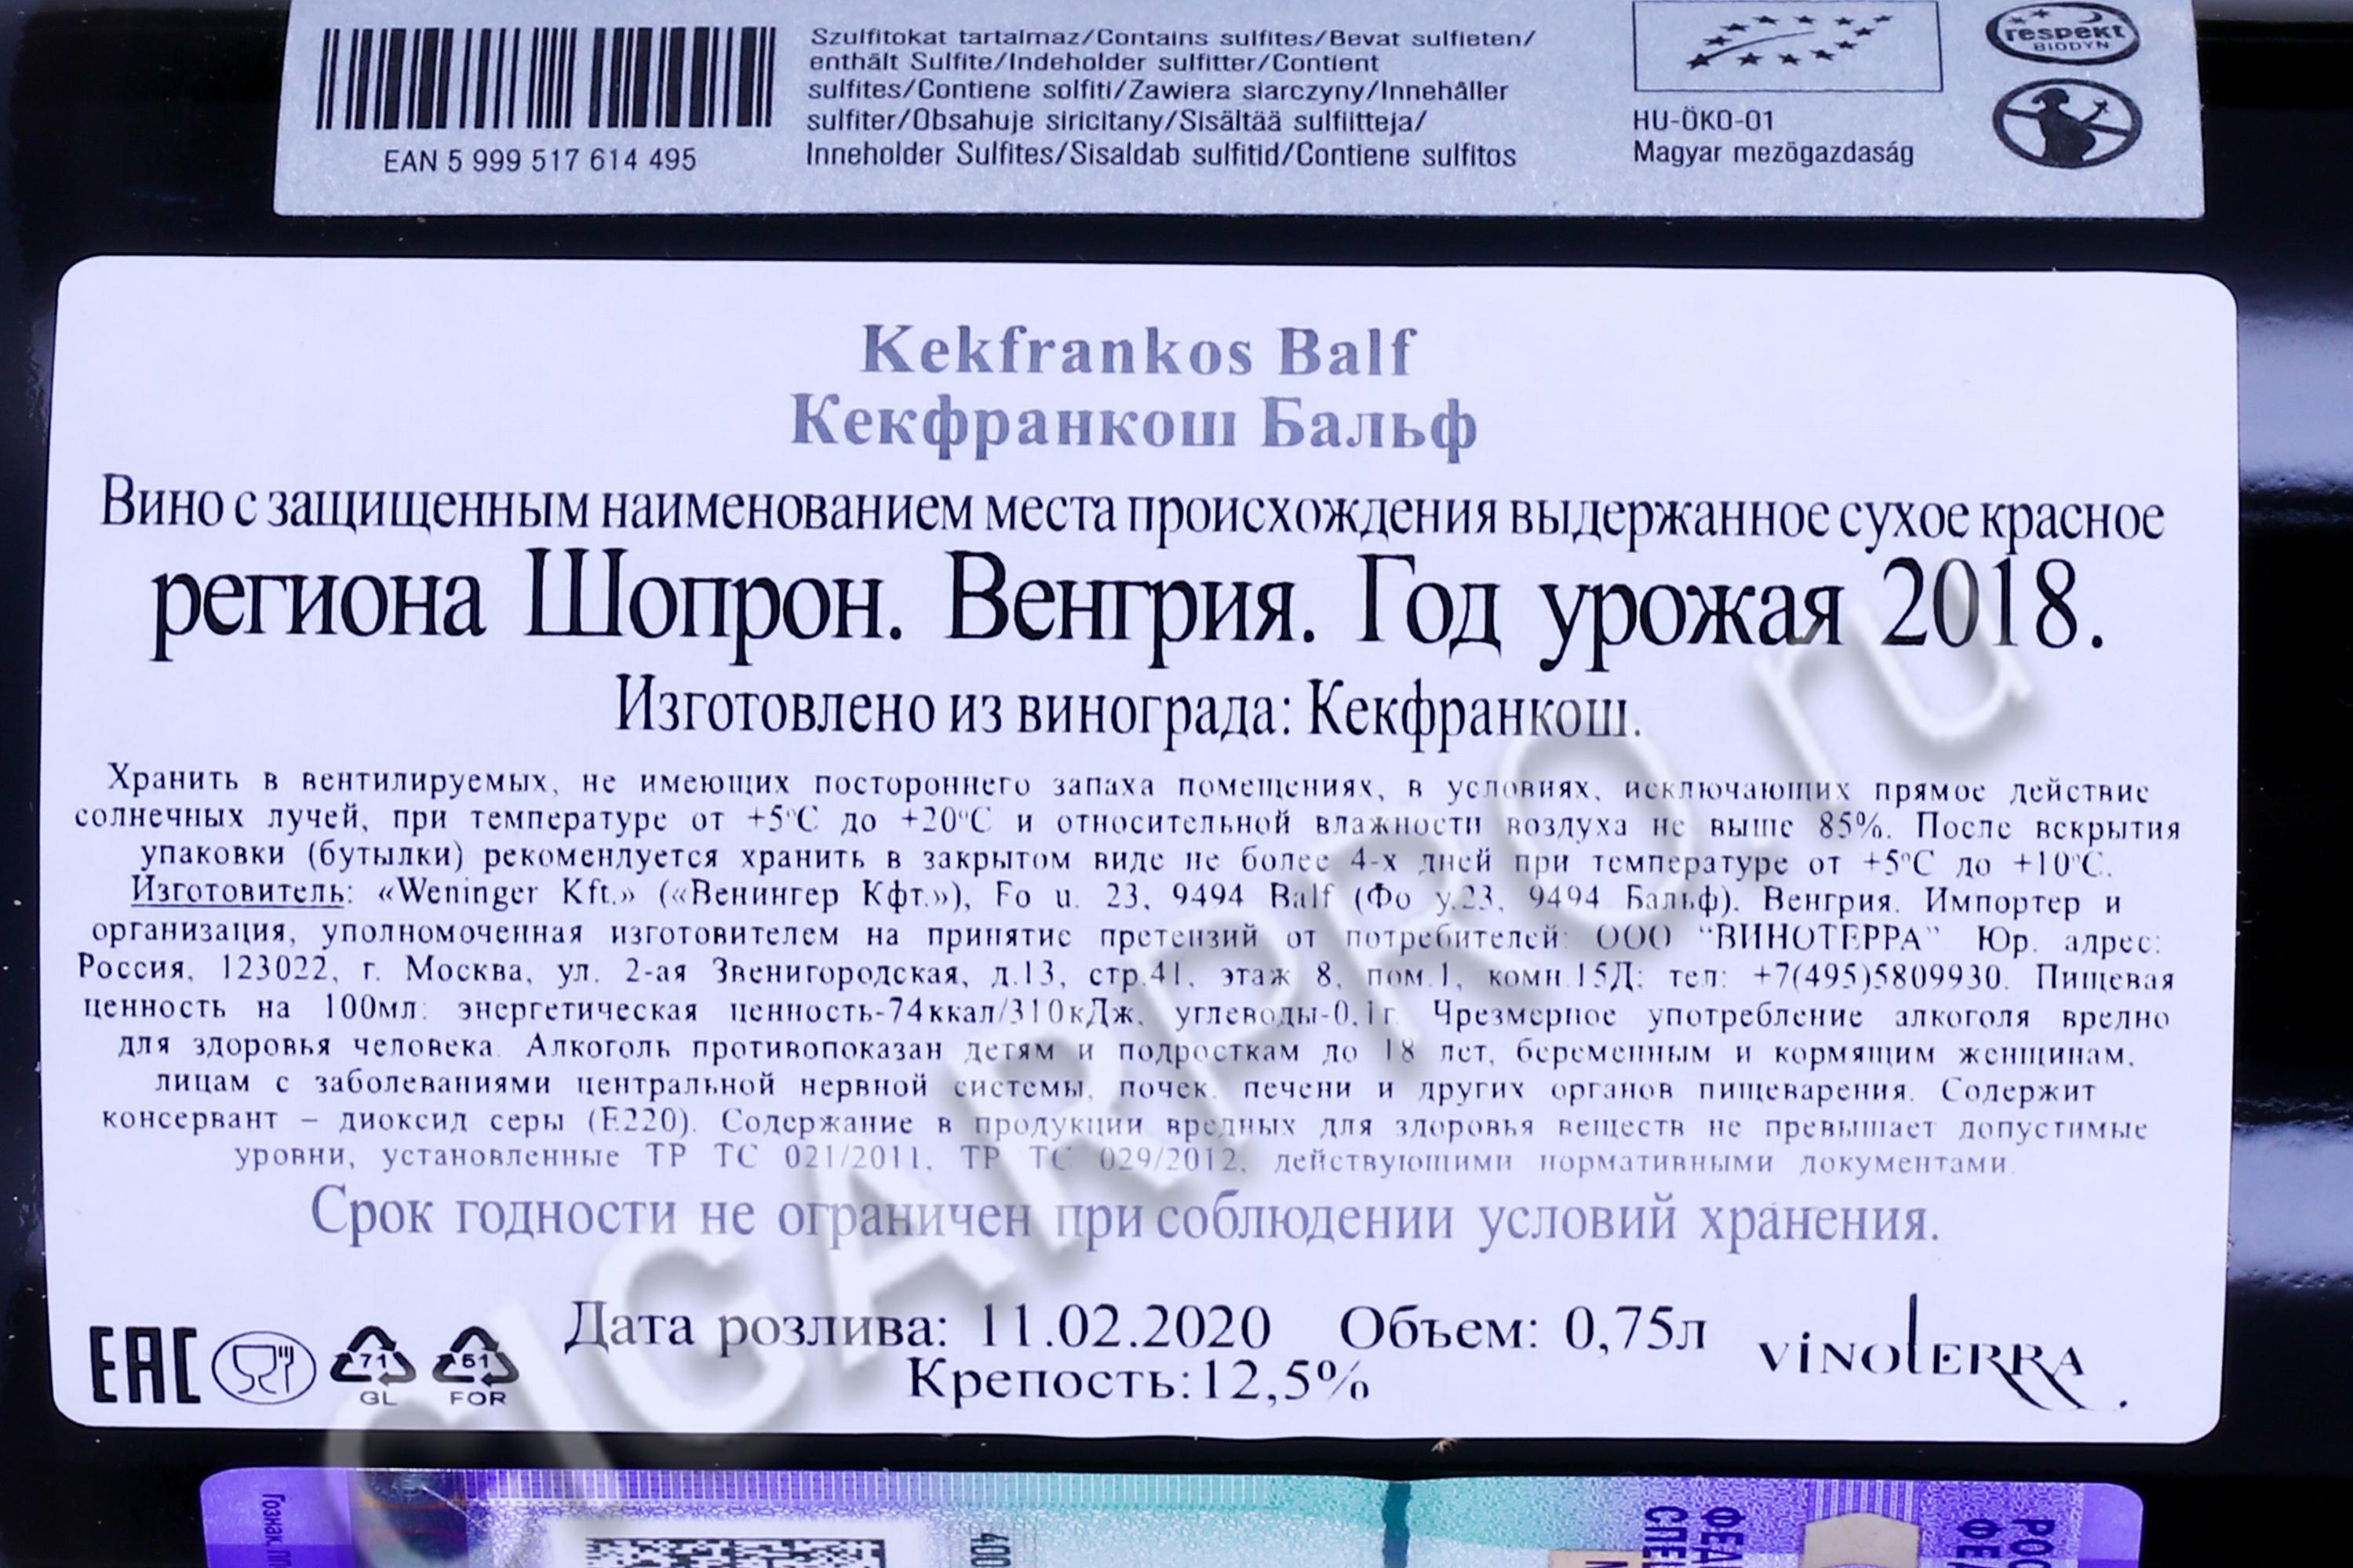 Szulfitokat tartalmaz/Contains sulfites/Bevat sulfieten/
enthält Sulfite/Indeholder sulfitter/Contient
sulfites/Contiene solfiti/Zawiera siarczyny/Innehåller
sulfiter/Obsahuje siricitany/Sisältää sulfiitteja/
Inneholder Sulfites/Sisaldab sulfitid/Contiene sulfitos
EAN 5 999 517 614 495
HU-ÖKO-01
Magyar mezögazdaság
respekt
BIODYN
Kekfrankos Balf
Кекфранкош Бальф
Вино с защищенным наименованием места происхождения выдержанное сухое красное
региона Шопрон. Венгрия. Год урожая 2018.
Изготовлено из винограда: Кекфранкош.
Хранить в вентилируемых, не имеющих постороннего запаха помещениях, в условиях, исключающих прямое действие
солнечных лучей, при температуре от +5°С до +20°С и относительной влажности воздуха не выше 85%. После вскрытия
упаковки (бутылки) рекомендуется хранить в закрытом виде не более 4-х дней при температуре от +5°С до +10°С.
Изготовитель: «Weninger Kft.» («Венингер Кфт.»), Fo u. 23, 9494 Balf (Фо у.23, 9494 Бальф). Венгрия. Импортер и
организация, уполномоченная изготовителем на принятие претензий от потребителей: ООО "ВИНОТЕРРА" Юр. адрес:
Россия, 123022, г. Москва, ул. 2-ая Звенигородская, д.13, стр.41, этаж 8, пом.1, комн.15Д; тел: +7(495)5809930. Пищевая
ценность на 100мл: энергетическая ценность-74ккал/310кДж, углеводы-0,1г. Чрезмерное употребление алкоголя вредно
для здоровья человека. Алкоголь противопоказан детям и подросткам до 18 лет, беременным и кормящим женщинам,
лицам с заболеваниями центральной нервной системы, почек, печени и других органов пищеварения. Содержит
консервант – диоксид серы (Е220). Содержание в продукции вредных для здоровья веществ не превышает допустимые
уровни, установленные ТР ТС 021/2011, ТР ТС 029/2012, действующими нормативными документами.
Срок годности не ограничен при соблюдении условий хранения.
Дата розлива: 11.02.2020 Объем: 0,75л
Крепость:12,5%
EAC
71
GL
61
FOR
VINOTERRA
CIGARPRO.ru
Гознак,
400